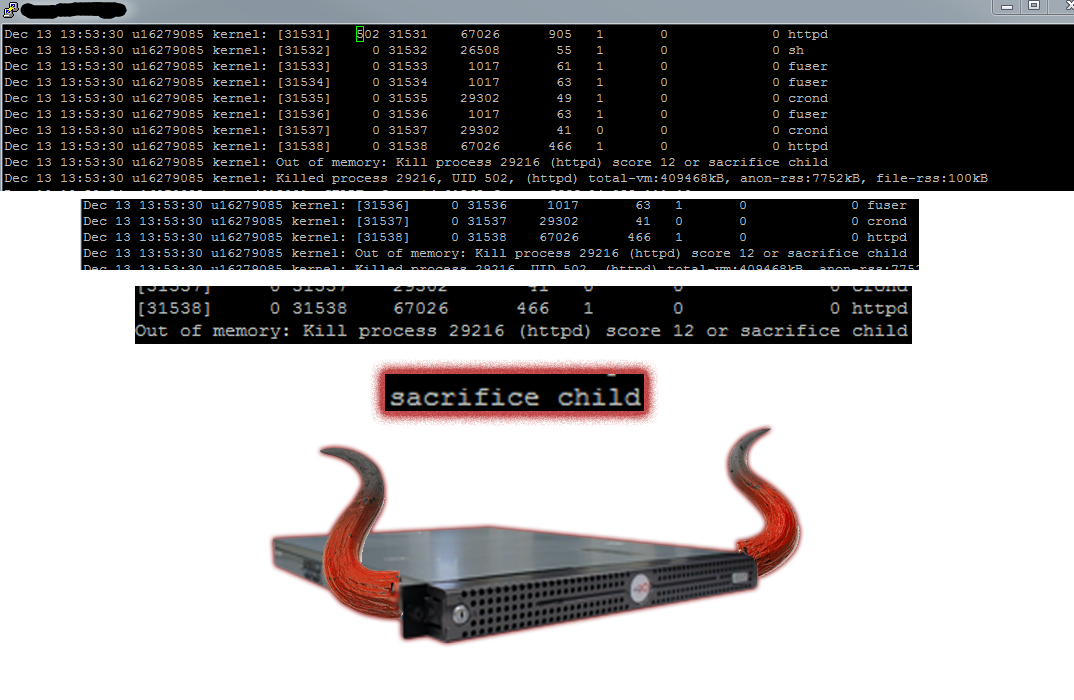 Dec 13 13:53:30 u16279085 kernel: [31531] 502 31531 67026 905 1 0 0 httpd
Dec 13 13:53:30 u16279085 kernel: [31532] 0 31532 26508 55 1 0 0 sh
Dec 13 13:53:30 u16279085 kernel: [31533] 0 31533 1017 61 1 0 0 fuser
Dec 13 13:53:30 u16279085 kernel: [31534] 0 31534 1017 63 1 0 0 fuser
Dec 13 13:53:30 u16279085 kernel: [31535] 0 31535 29302 49 1 0 0 crond
Dec 13 13:53:30 u16279085 kernel: [31536] 0 31536 1017 63 1 0 0 fuser
Dec 13 13:53:30 u16279085 kernel: [31537] 0 31537 29302 41 0 0 0 crond
Dec 13 13:53:30 u16279085 kernel: [31538] 0 31538 67026 466 1 0 0 httpd
Dec 13 13:53:30 u16279085 kernel: Out of memory: Kill process 29216 (httpd) score 12 or sacrifice child
Dec 13 13:53:30 u16279085 kernel: Killed process 29216, UID 502, (httpd) total-vm:409468kB, anon-rss:7752kB, file-rss:100kB
Dec 13 13:53:30 u16279085 kernel: [31536] 0 31536 1017 63 1 0 0 fuser
Dec 13 13:53:30 u16279085 kernel: [31537] 0 31537 29302 41 0 0 0 crond
Dec 13 13:53:30 u16279085 kernel: [31538] 0 31538 67026 466 1 0 0 httpd
Dec 13 13:53:30 u16279085 kernel: Out of memory: Kill process 29216 (httpd) score 12 or sacrifice child
Dec 13 13:53:30 u16279085 kernel: Killed process 29216, UID 502, (httpd) total-vm:409468kB, anon-rss:775
[31537] 0 31537 29302 41 0 0 0 crond
[31538] 0 31538 67026 466 1 0 0 httpd
Out of memory: Kill process 29216 (httpd) score 12 or sacrifice child
sacrifice child